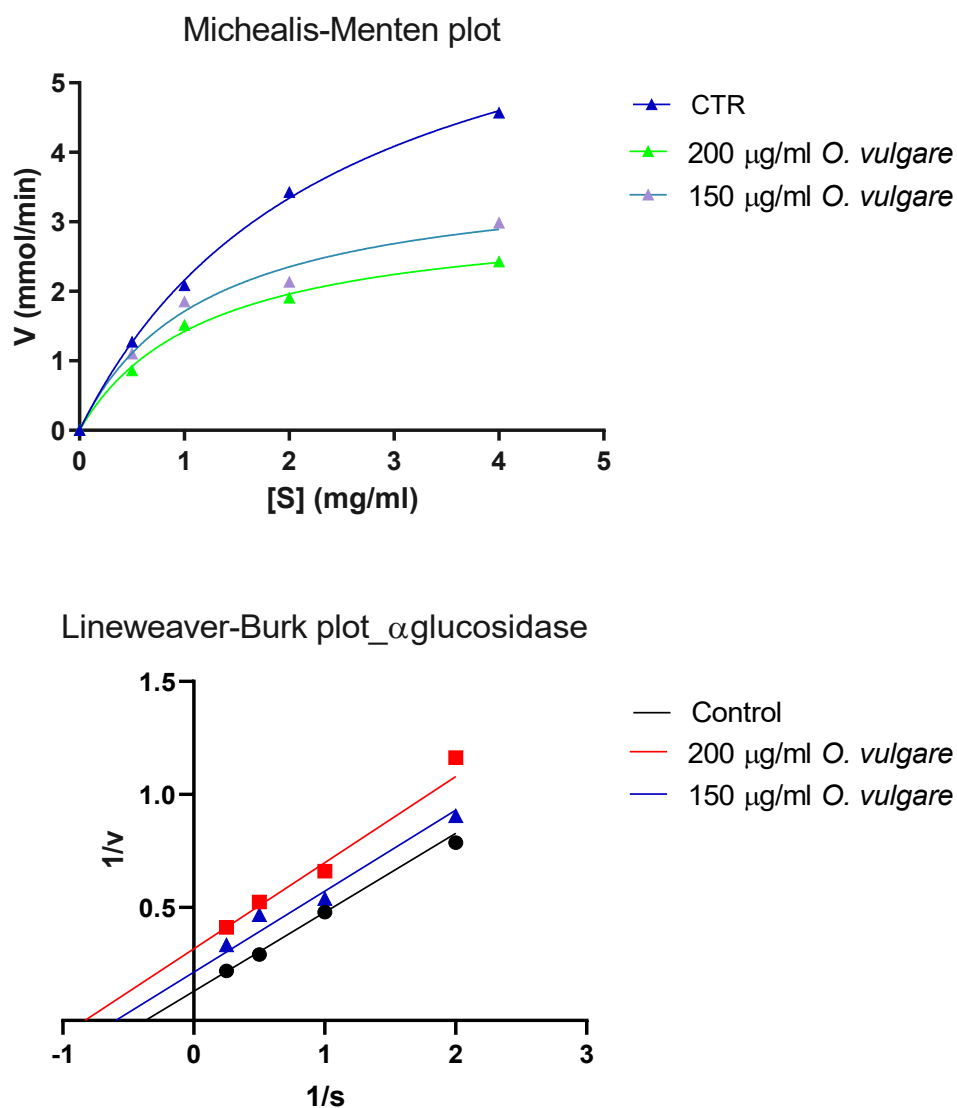 Michealis-Menten plot
V (mmol/min)
5
4
3
2
1
0
0 1 2 3 4 5
[S] (mg/ml)
CTR
200 μg/ml O. vulgare
150 μg/ml O. vulgare
Lineweaver-Burk plot_αglucosidase
1/v
1.5
1.0
0.5
-1 0 1 2 3
1/s
Control
200 μg/ml O. vulgare
150 μg/ml O. vulgare